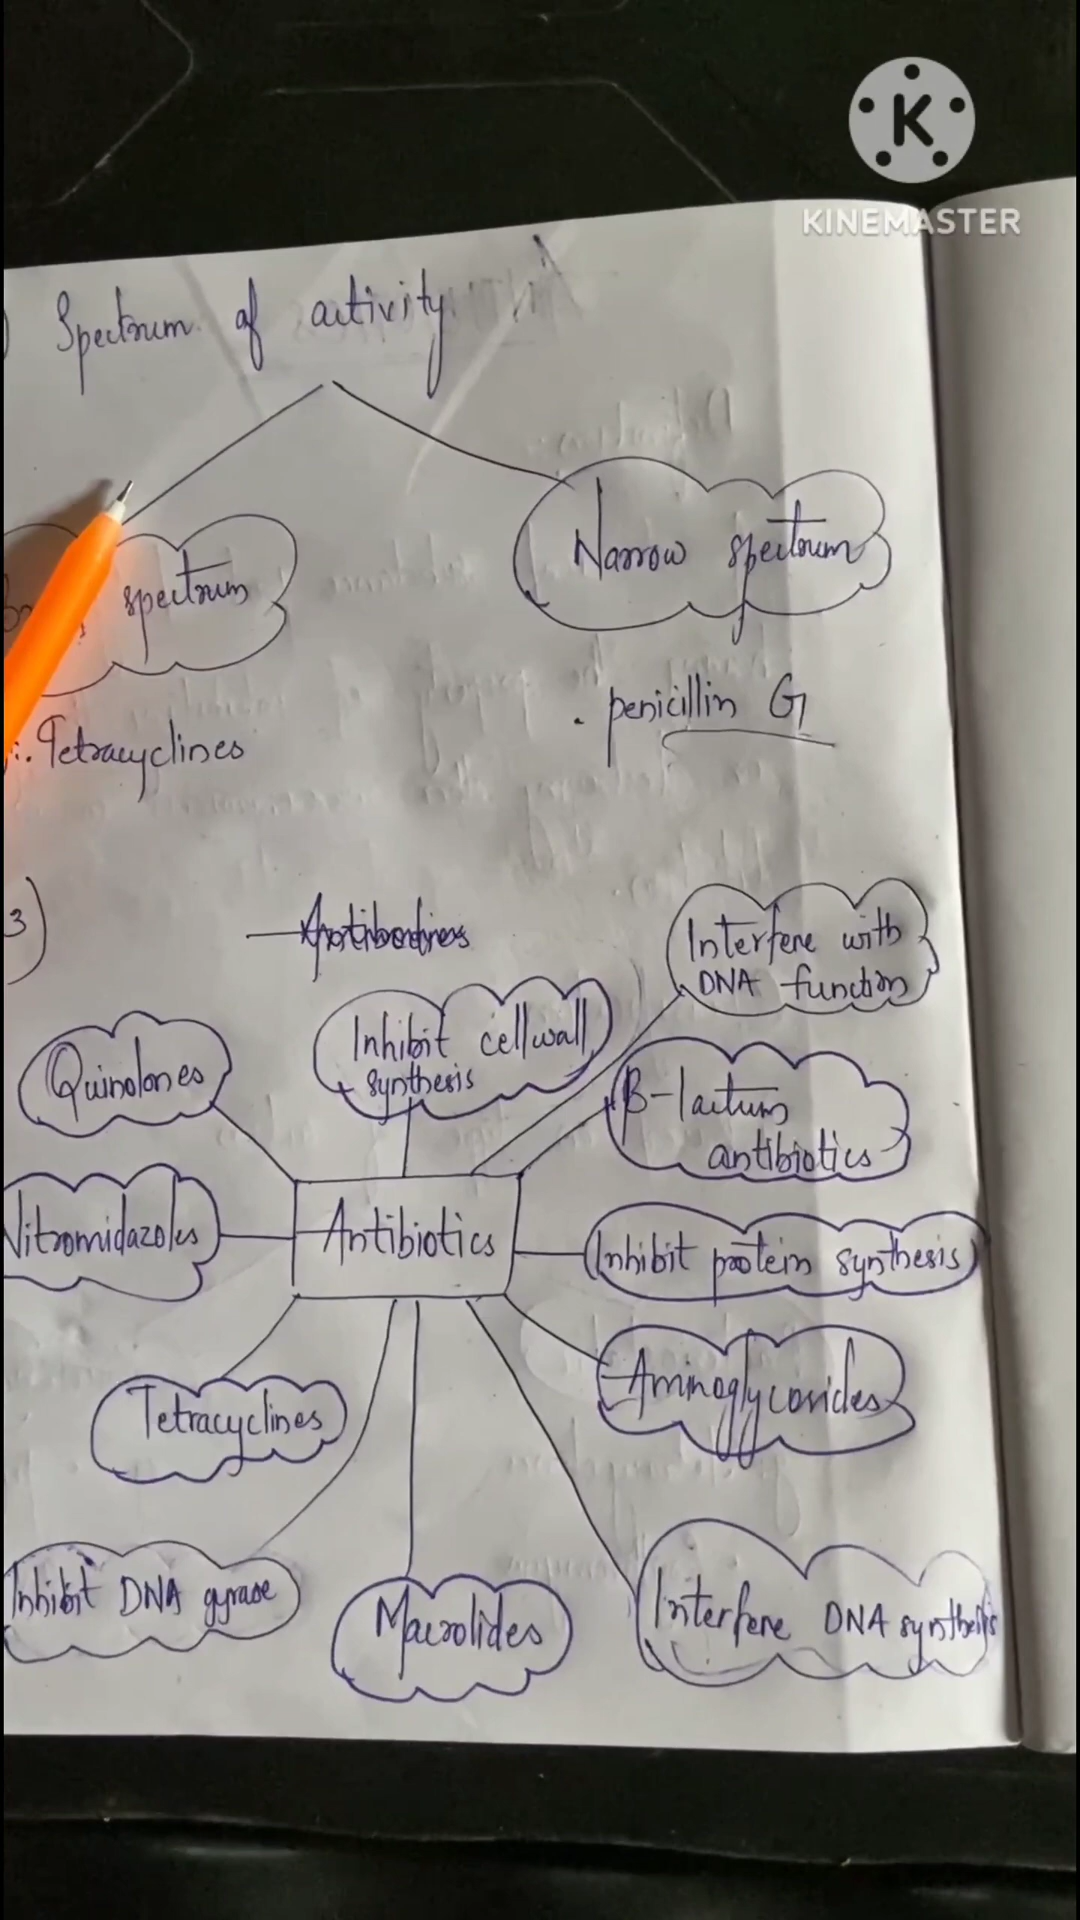 KINEMASTER
Spectrum of activity
spectrum
Narrow spectrum
Tetracyclines
. penicillin G
3)
Interfere with
DNA function
Inhibit cellwall
synthesis
Quinolones
B-lactum
antibiotics
Nitromidazoles
Antibiotics
Inhibit protein synthesis
Tetracyclines
Aminoglycosides
Inhibit DNA gyrase
Macrolides
Interfere DNA synthesis